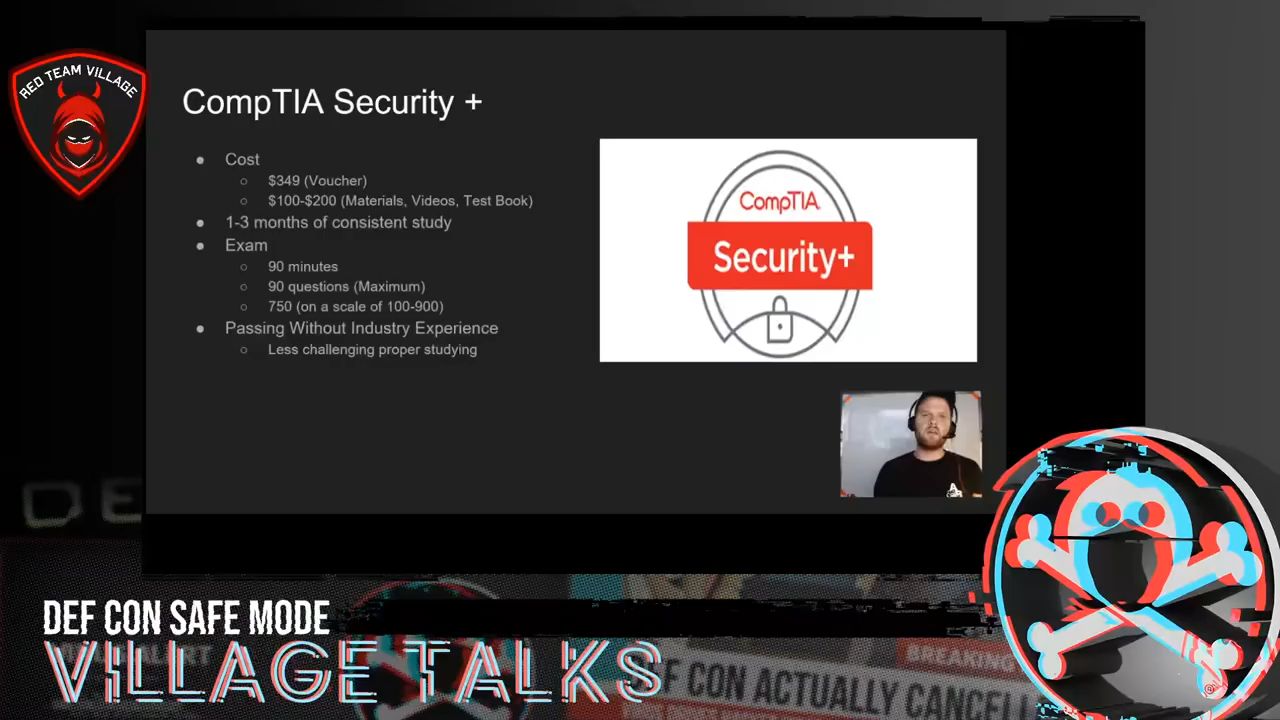 RED TEAM VILLAGE
CompTIA Security +
● Cost
○ $349 (Voucher)
○ $100-$200 (Materials, Videos, Test Book)
● 1-3 months of consistent study
● Exam
○ 90 minutes
○ 90 questions (Maximum)
○ 750 (on a scale of 100-900)
● Passing Without Industry Experience
○ Less challenging proper studying
CompTIA
Security+
DE
DEF CON SAFE MODE
VILLAGE TALKS
BREAKING
DEF CON ACTUALLY CANCELL